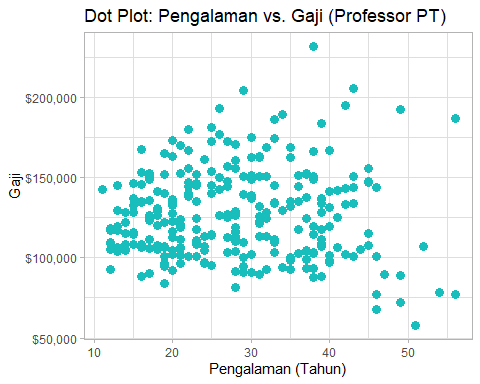 Dot Plot: Pengalaman vs. Gaji (Professor PT)
$200,000
$150,000
$100,000
$50,000
Gaji
10 20 30 40 50
Pengalaman (Tahun)